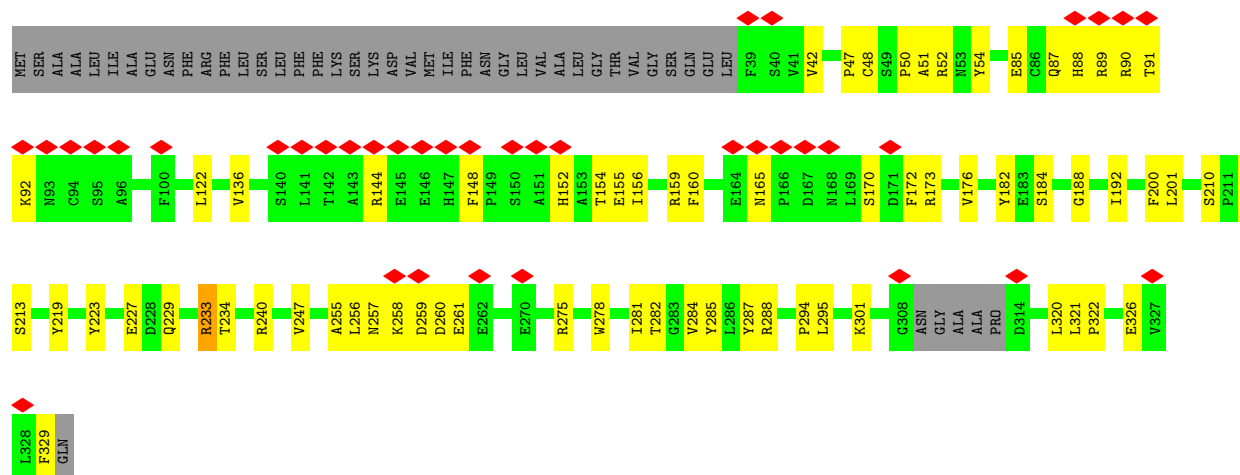 MET SER ALA ALA LEU ILE ALA GLU ASN PHE ARG PHE LEU SER LEU PHE PHE LYS SER LYS ASP VAL MET ILE PHE ASN GLY LEU VAL ALA LEU GLY THR VAL GLY SER GLN GLU LEU F39 S40 V41 V42 P47 C48 S49 P50 A51 R52 N53 Y54 E85 C86 Q87 H88 R89 R90 T91
K92 N93 C94 S95 A96 F100 L122 V136 S140 L141 T142 A143 R144 E145 E146 H147 F148 P149 S150 A151 H152 A153 T154 E155 I156 R159 F160 E164 N165 P166 D167 N168 L169 S170 D171 F172 R173 V176 Y182 E183 S184 G188 I192 F200 L201 S210 P211
S213 Y219 Y223 E227 D228 Q229 R233 T234 R240 V247 A255 L256 N257 K258 D259 D260 E261 E262 E270 R275 W278 I281 T282 G283 V284 Y285 L286 Y287 R288 P294 L295 K301 G308 ASN GLY ALA ALA PRO D314 L320 L321 P322 E326 V327
L328 F329 GLN